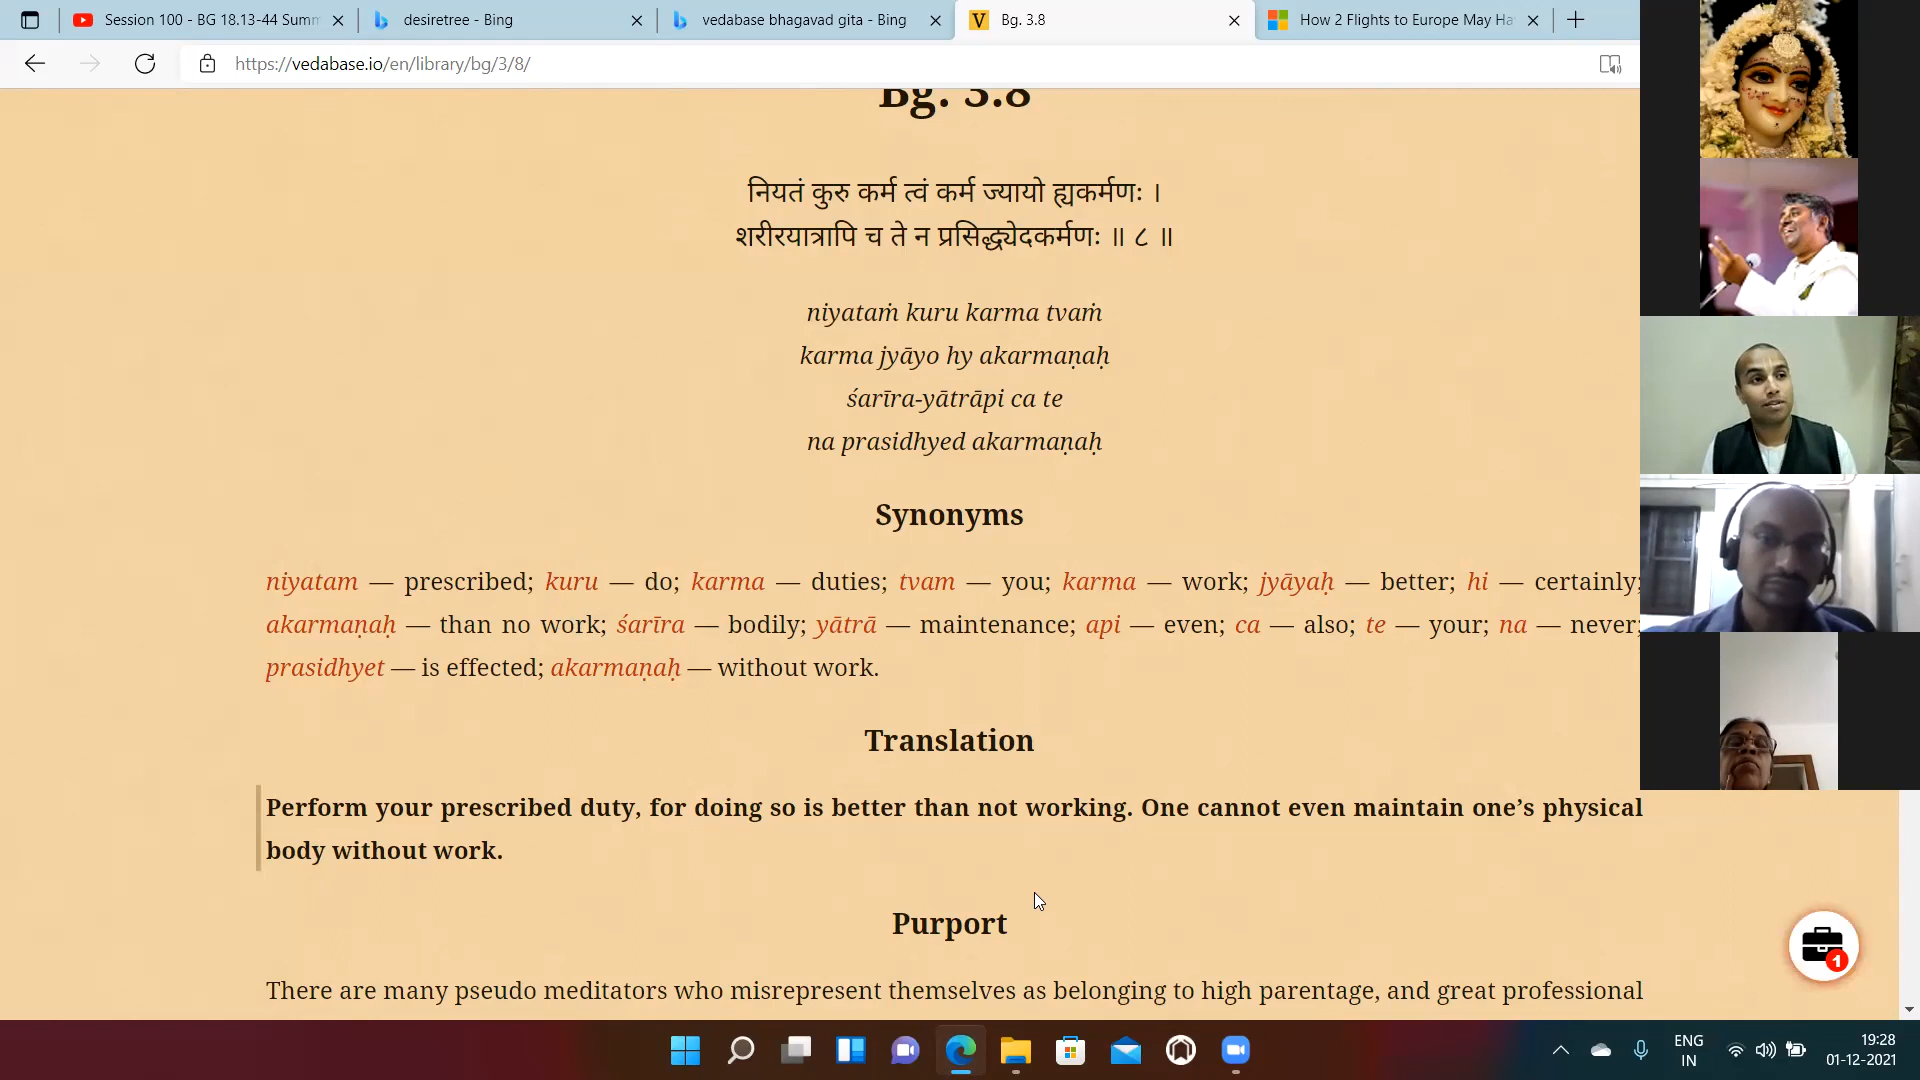 Session 100 - BG 18.13-44 Summ
desiretree - Bing
vedabase bhagavad gita - Bing
Bg. 3.8
How 2 Flights to Europe May Ha
https://vedabase.io/en/library/bg/3/8/
Bg. 3.8
नियतं कुरु कर्म त्वं कर्म ज्यायो ह्यकर्मणः ।
शरीरयात्रापि च ते न प्रसिद्ध्येदकर्मणः ॥ ८ ॥
niyataṁ kuru karma tvaṁ
karma jyāyo hy akarmaṇaḥ
śarīra-yātrāpi ca te
na prasidhyed akarmaṇaḥ
Synonyms
niyatam — prescribed; kuru — do; karma — duties; tvam — you; karma — work; jyāyaḥ — better; hi — certainly;
akarmaṇaḥ — than no work; śarīra — bodily; yātrā — maintenance; api — even; ca — also; te — your; na — never;
prasidhyet — is effected; akarmaṇaḥ — without work.
Translation
Perform your prescribed duty, for doing so is better than not working. One cannot even maintain one’s physical
body without work.
Purport
There are many pseudo meditators who misrepresent themselves as belonging to high parentage, and great professional
1
ENG
IN
19:28
01-12-2021